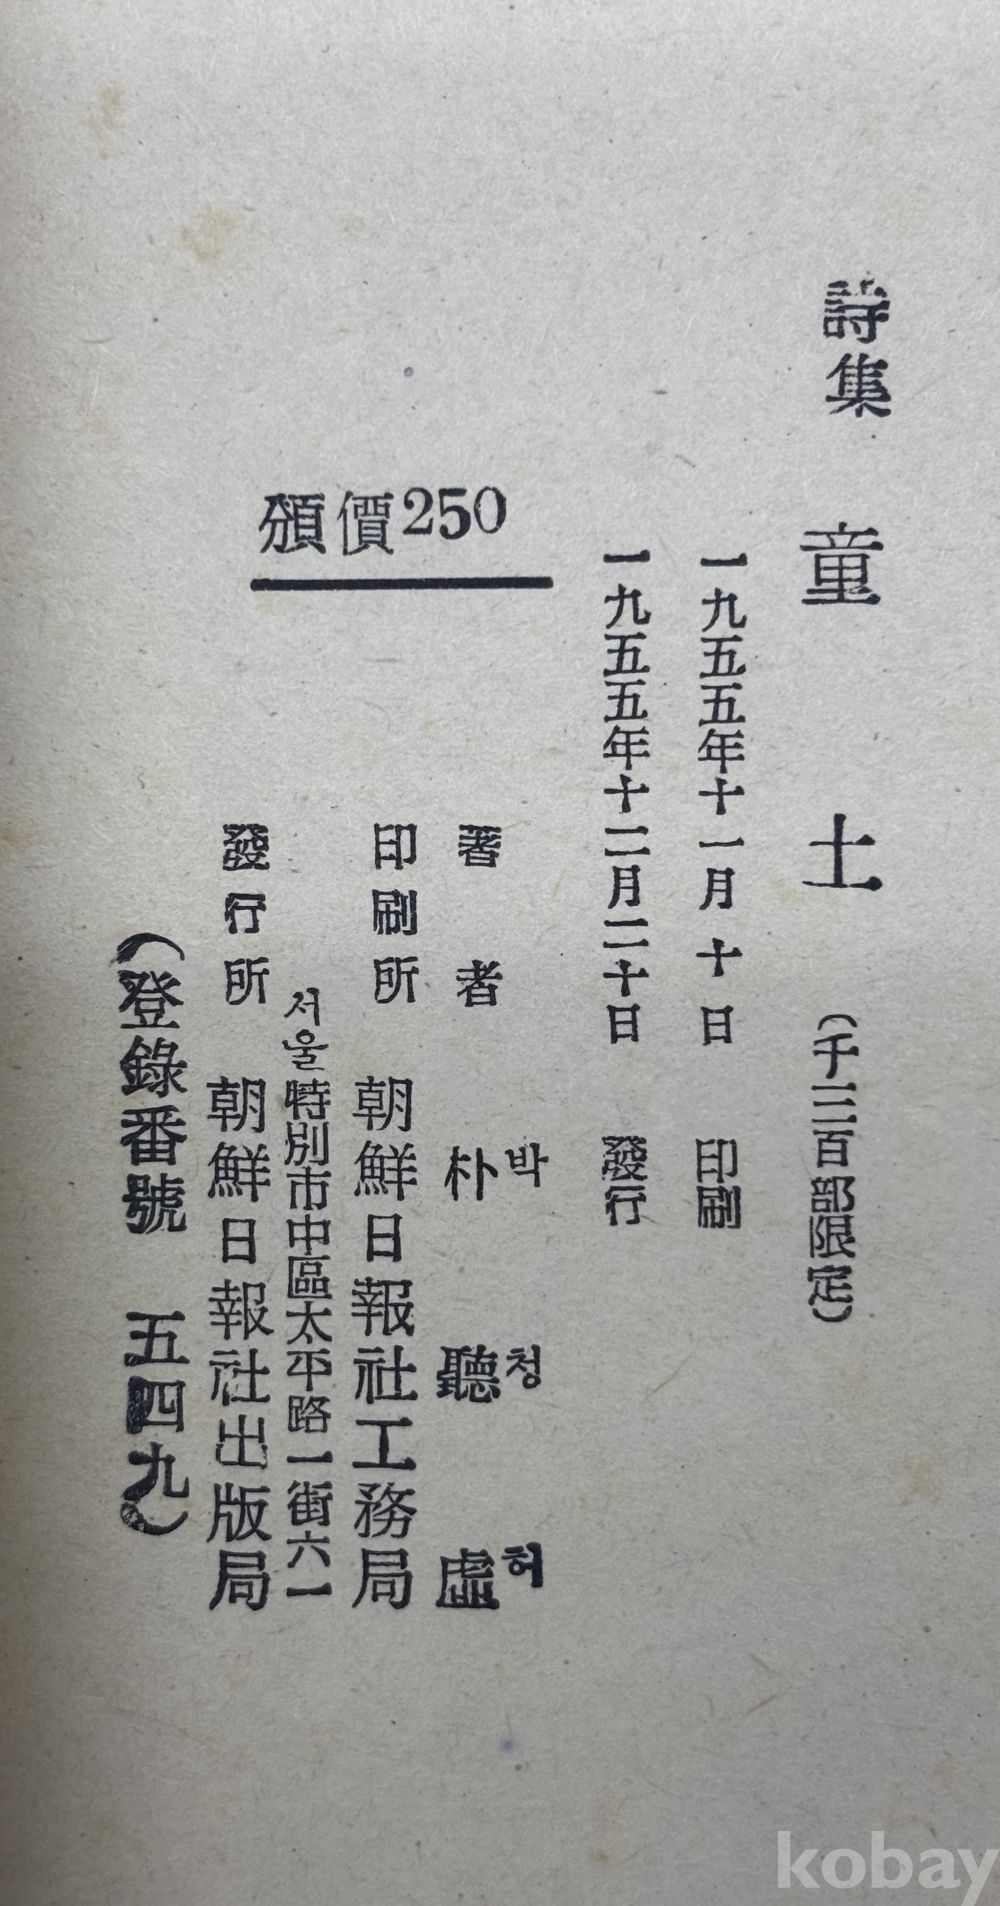 詩集 童土 (千二百部限定)
一九五五年十一月十日 印刷
一九五五年十二月二十日 發行
頒價250
박청허
著者 朴聽虛
印刷所 朝鮮日報社工務局
서울特別市中區太平路一街六一
發行所 朝鮮日報社出版局
(登錄番號 五四九)
kobay